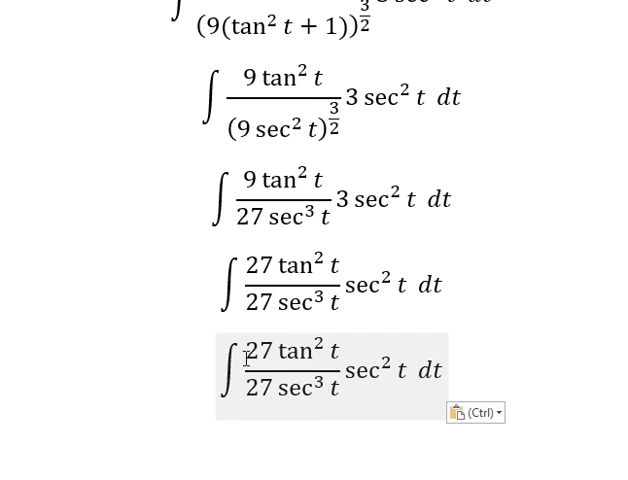 ∫ (9(tan² t + 1))^(3/2)
∫ 9 tan² t / (9 sec² t)^(3/2) 3 sec² t dt
∫ 9 tan² t / 27 sec³ t 3 sec² t dt
∫ 27 tan² t / 27 sec³ t sec² t dt
∫ 27 tan² t / 27 sec³ t sec² t dt
(Ctrl)